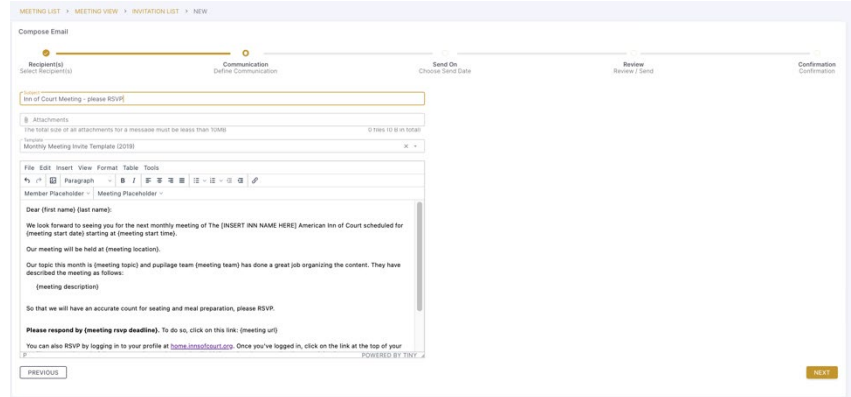 MEETING LIST > MEETING VIEW > INVITATION LIST > NEW
Compose Email
Recipient(s) Communication Send On Review Confirmation
Select Recipient(s) Define Communication Choose Send Date Review / Send Confirmation
Subject
Inn of Court Meeting - please RSVP
Attachments
The total size of all attachments for a message must be leass than 10MB 0 files (0 B in total)
Template
Monthly Meeting Invite Template (2019)
File Edit Insert View Format Table Tools
Paragraph B I
Member Placeholder Meeting Placeholder
Dear {first name} {last name}:
We look forward to seeing you for the next monthly meeting of The [INSERT INN NAME HERE] American Inn of Court scheduled for
{meeting start date} starting at {meeting start time}.
Our meeting will be held at {meeting location}.
Our topic this month is {meeting topic} and pupilage team {meeting team} has done a great job organizing the content. They have
described the meeting as follows:
{meeting description}
So that we will have an accurate count for seating and meal preparation, please RSVP.
Please respond by {meeting rsvp deadline}. To do so, click on this link: {meeting url}
You can also RSVP by logging in to your profile at home.innsofcourt.org. Once you've logged in, click on the link at the top of your
P POWERED BY TINY
PREVIOUS NEXT